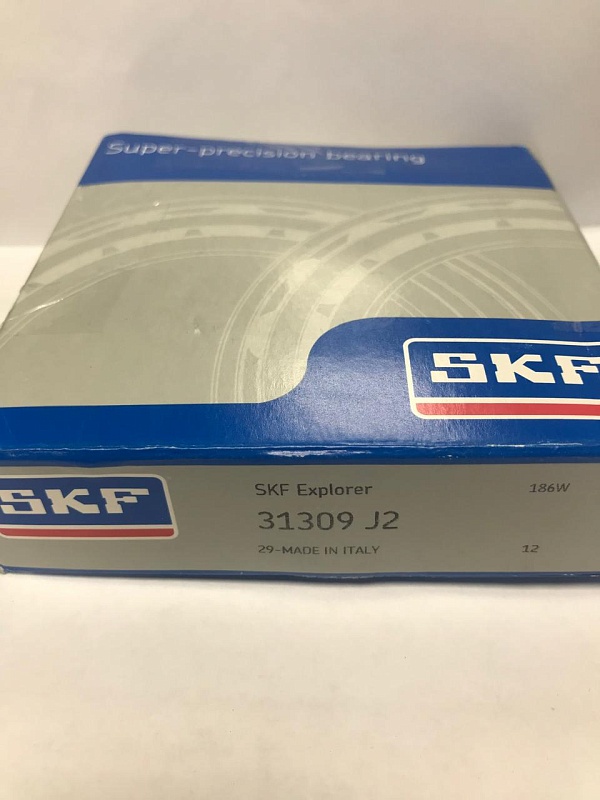 Super-precision bearing
SKF
SKF
SKF Explorer
186W
31309 J2
29-MADE IN ITALY
12